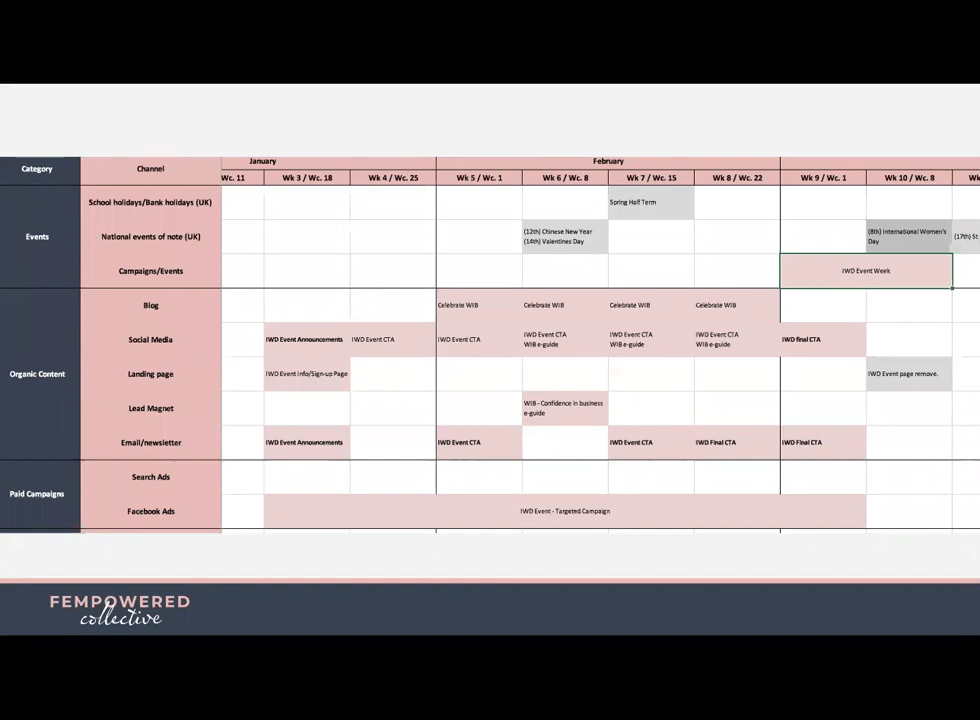 Category Channel January February
Wc. 11 Wk 3 / Wc. 18 Wk 4 / Wc. 25 Wk 5 / Wc. 1 Wk 6 / Wc. 8 Wk 7 / Wc. 15 Wk 8 / Wc. 22 Wk 9 / Wc. 1 Wk 10 / Wc. 8 Wk
Events
School holidays/Bank holidays (UK) Spring Half Term
National events of note (UK)
(12th) Chinese New Year
(14th) Valentines Day
(8th) International Women's
Day
(17th) St
Campaigns/Events IWD Event Week
Organic Content
Blog Celebrate WIB Celebrate WIB Celebrate WIB Celebrate WIB
Social Media IWD Event Announcements IWD Event CTA IWD Event CTA
IWD Event CTA
WIB e-guide
IWD Event CTA
WIB e-guide
IWD Event CTA
WIB e-guide
IWD final CTA
Landing page IWD Event Info/Sign-up Page IWD Event page remove.
Lead Magnet
WIB - Confidence in business
e-guide
Email/newsletter IWD Event Announcements IWD Event CTA IWD Event CTA IWD Final CTA IWD Final CTA
Paid Campaigns
Search Ads
Facebook Ads IWD Event - Targeted Campaign
FEMPOWERED
collective